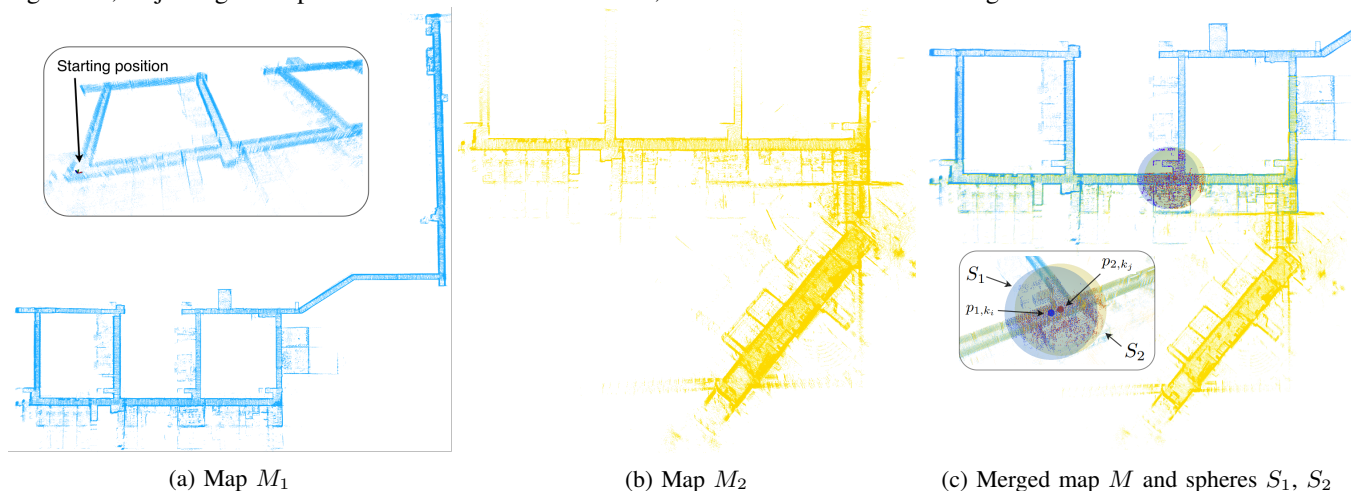 Starting position
S₁
p₂,ₖⱼ
p₁,ₖᵢ
S₂
(a) Map M₁
(b) Map M₂
(c) Merged map M and spheres S₁, S₂